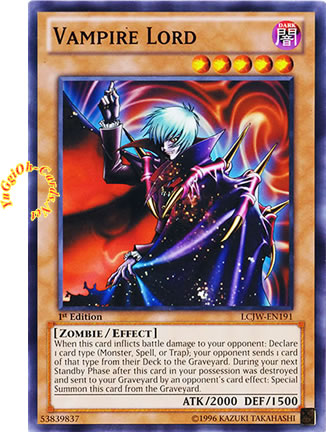 VAMPIRE LORD
DARK
闇
YuGgiOh-Cards.Net
1st Edition
LCJW-EN191
[ZOMBIE / EFFECT]
When this card inflicts battle damage to your opponent: Declare
1 card type (Monster, Spell, or Trap); your opponent sends 1 card
of that type from their Deck to the Graveyard. During your next
Standby Phase after this card in your possession was destroyed
and sent to your Graveyard by an opponent's card effect: Special
Summon this card from the Graveyard.
ATK/2000 DEF/1500
53839837
©1996 KAZUKI TAKAHASHI